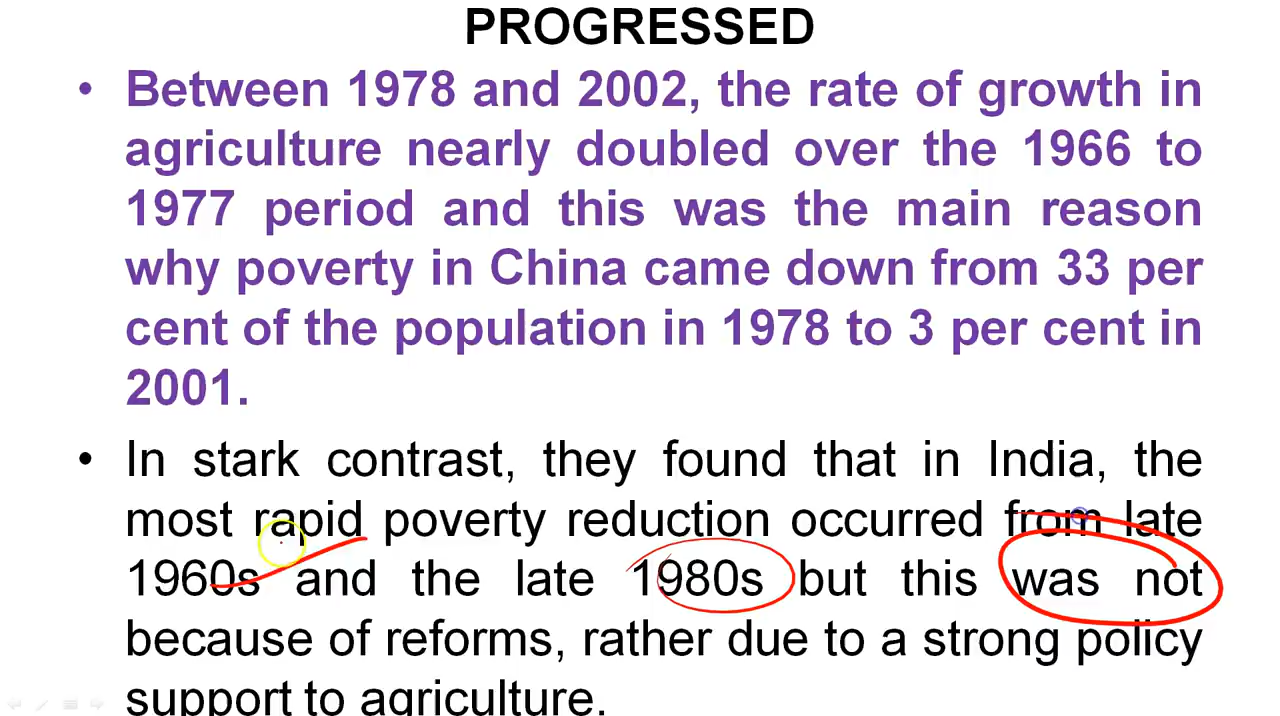 PROGRESSED
• Between 1978 and 2002, the rate of growth in
agriculture nearly doubled over the 1966 to
1977 period and this was the main reason
why poverty in China came down from 33 per
cent of the population in 1978 to 3 per cent in
2001.
• In stark contrast, they found that in India, the
most rapid poverty reduction occurred from late
1960s and the late 1980s but this was not
because of reforms, rather due to a strong policy
support to agriculture.